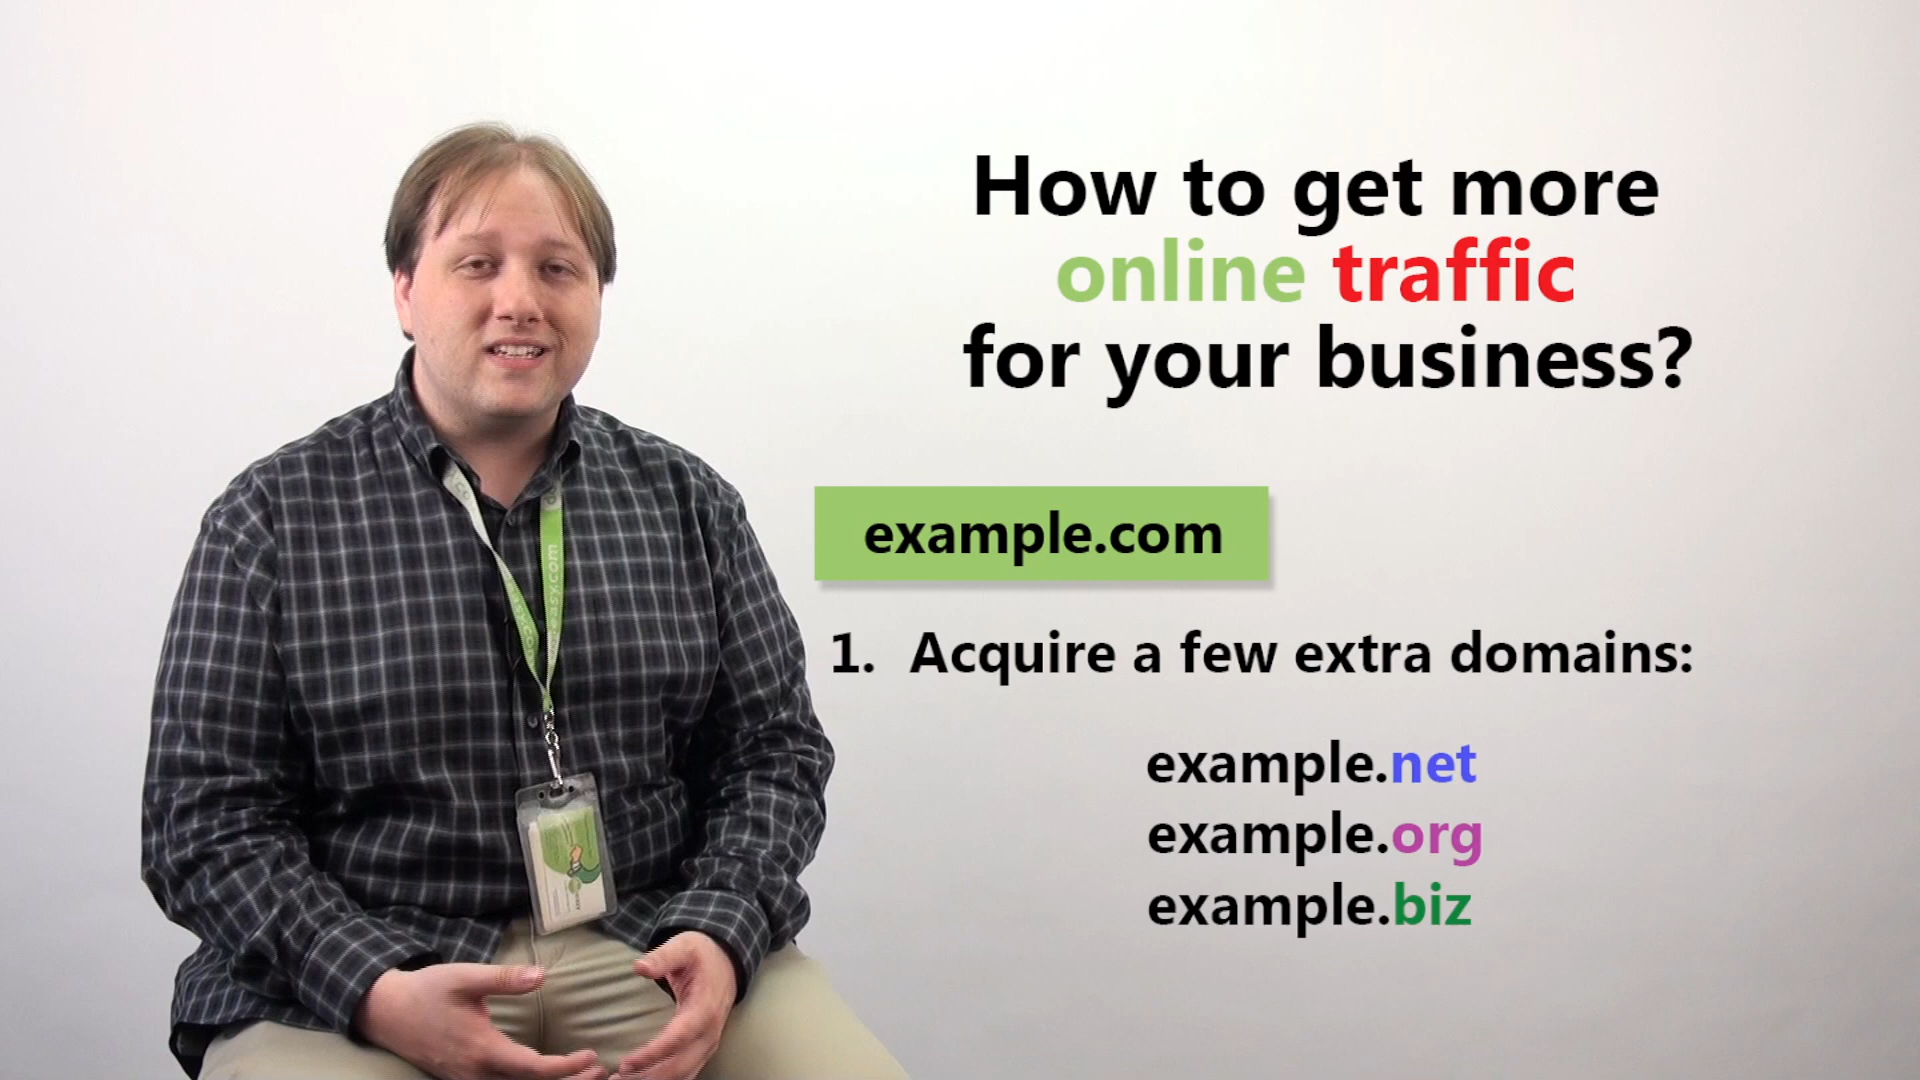 How to get more
online traffic
for your business?
example.com
1. Acquire a few extra domains:
example.net
example.org
example.biz